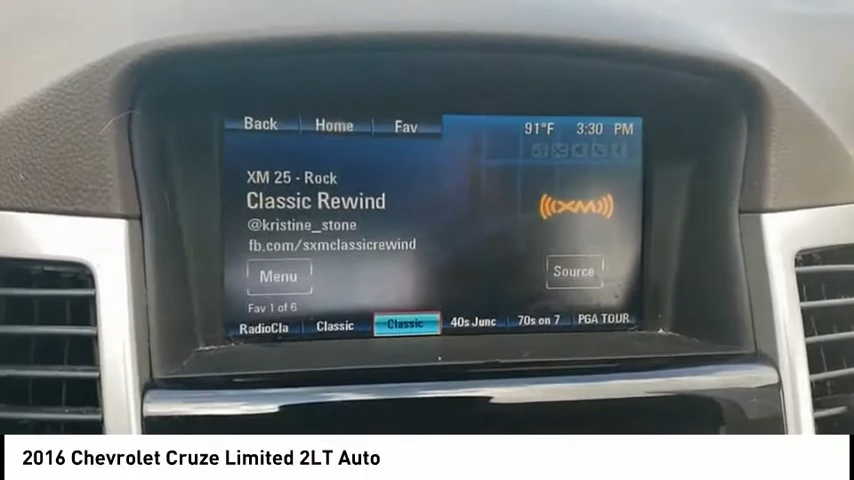 Back Home Fav 91°F 3:30 PM
XM 25 - Rock
Classic Rewind
@kristine_stone
fb.com/sxmclassicrewind
((XM))
Menu Source
Fav 1 of 6
RadioCla Classic Classic 40s Junc 70s on 7 PGA TOUR
2016 Chevrolet Cruze Limited 2LT Auto